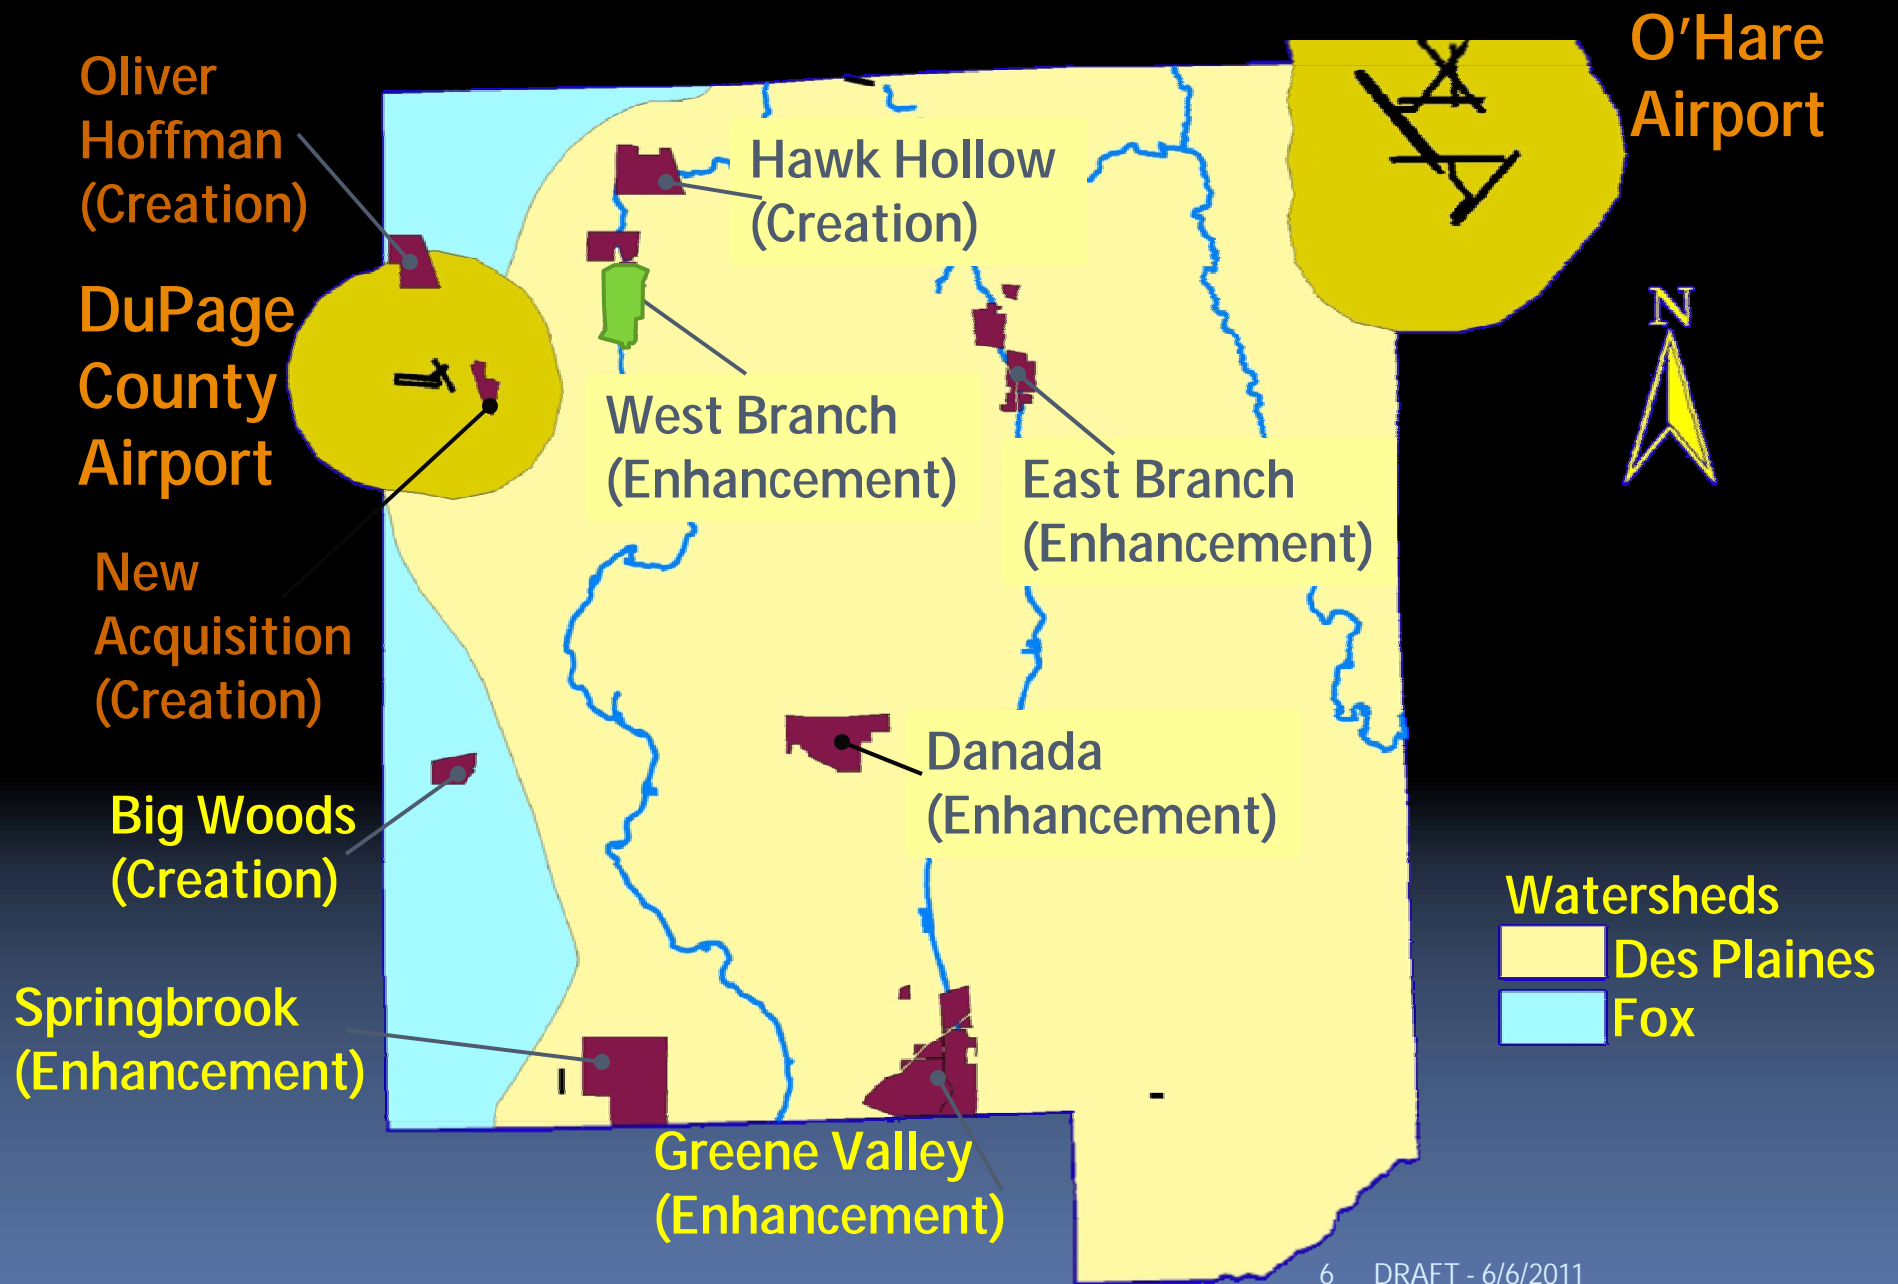 O'Hare
Airport
Oliver
Hoffman
(Creation)
Hawk Hollow
(Creation)
DuPage
County
Airport
N
West Branch
(Enhancement)
East Branch
(Enhancement)
New
Acquisition
(Creation)
Danada
(Enhancement)
Big Woods
(Creation)
Watersheds
Des Plaines
Fox
Springbrook
(Enhancement)
Greene Valley
(Enhancement)
6 DRAFT - 6/6/2011